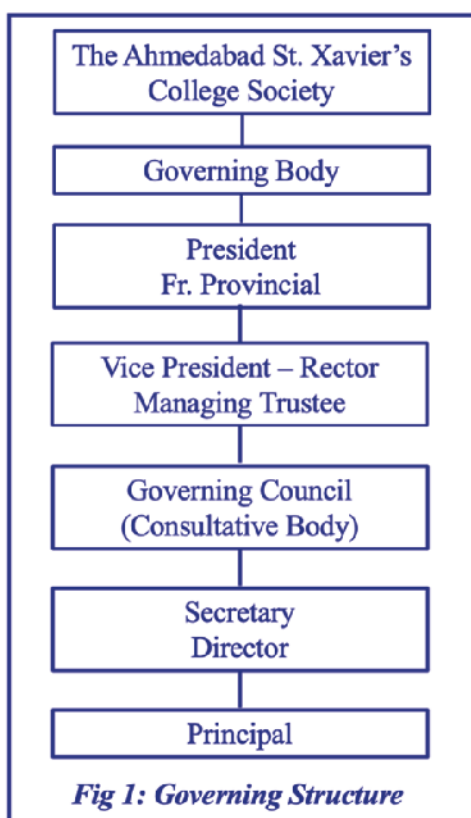 The Ahmedabad St. Xavier's
College Society
Governing Body
President
Fr. Provincial
Vice President – Rector
Managing Trustee
Governing Council
(Consultative Body)
Secretary
Director
Principal
Fig 1: Governing Structure